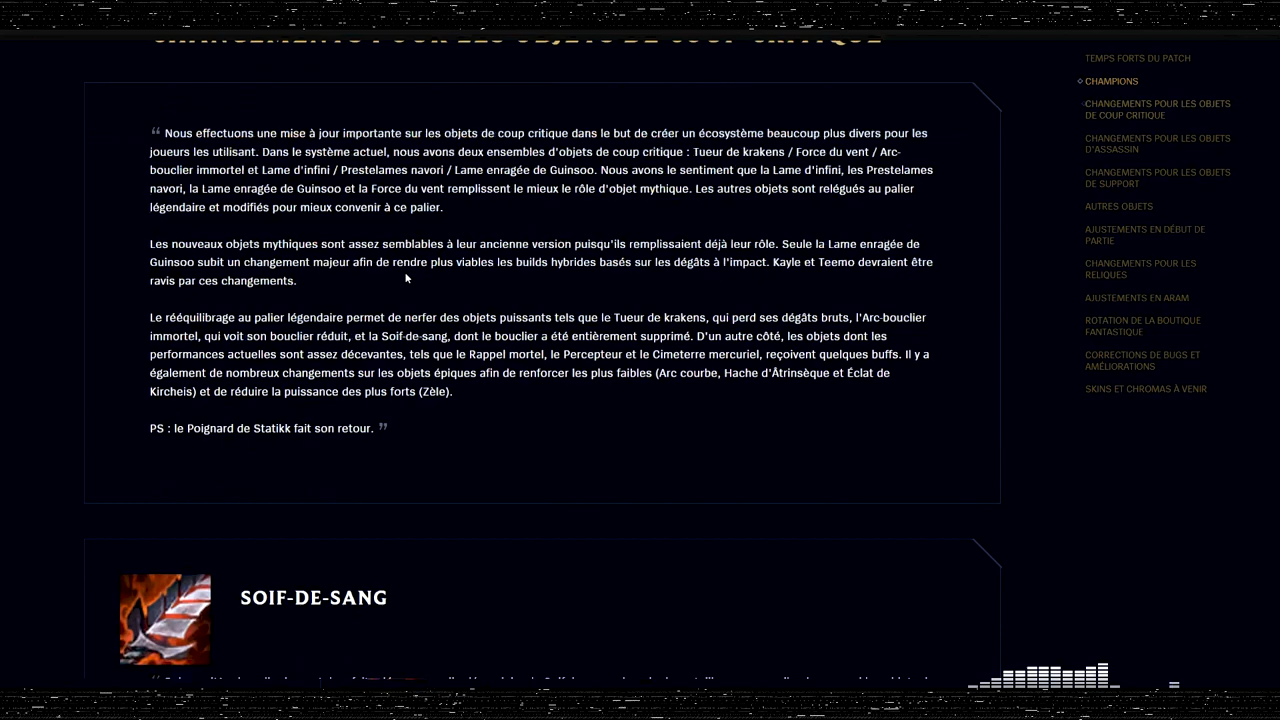 CHANGEMENTS POUR LES OBJETS DE COUP CRITIQUE
“ Nous effectuons une mise à jour importante sur les objets de coup critique dans le but de créer un écosystème beaucoup plus divers pour les
joueurs les utilisant. Dans le système actuel, nous avons deux ensembles d'objets de coup critique : Tueur de krakens / Force du vent / Arc-
bouclier immortel et Lame d'infini / Prestelames navori / Lame enragée de Guinsoo. Nous avons le sentiment que la Lame d'infini, les Prestelames
navori, la Lame enragée de Guinsoo et la Force du vent remplissent le mieux le rôle d'objet mythique. Les autres objets sont relégués au palier
légendaire et modifiés pour mieux convenir à ce palier.
Les nouveaux objets mythiques sont assez semblables à leur ancienne version puisqu'ils remplissaient déjà leur rôle. Seule la Lame enragée de
Guinsoo subit un changement majeur afin de rendre plus viables les builds hybrides basés sur les dégâts à l'impact. Kayle et Teemo devraient être
ravis par ces changements.
Le rééquilibrage au palier légendaire permet de nerfer des objets puissants tels que le Tueur de krakens, qui perd ses dégâts bruts, l'Arc-bouclier
immortel, qui voit son bouclier réduit, et la Soif-de-sang, dont le bouclier a été entièrement supprimé. D'un autre côté, les objets dont les
performances actuelles sont assez décevantes, tels que le Rappel mortel, le Percepteur et le Cimeterre mercuriel, reçoivent quelques buffs. Il y a
également de nombreux changements sur les objets épiques afin de renforcer les plus faibles (Arc courbe, Hache d'Âtrinsèque et Éclat de
Kircheis) et de réduire la puissance des plus forts (Zèle).
PS : le Poignard de Statikk fait son retour. ”
SOIF-DE-SANG
TEMPS FORTS DU PATCH
CHAMPIONS
CHANGEMENTS POUR LES OBJETS
DE COUP CRITIQUE
CHANGEMENTS POUR LES OBJETS
D'ASSASSIN
CHANGEMENTS POUR LES OBJETS
DE SUPPORT
AUTRES OBJETS
AJUSTEMENTS EN DÉBUT DE
PARTIE
CHANGEMENTS POUR LES
RELIQUES
AJUSTEMENTS EN ARAM
ROTATION DE LA BOUTIQUE
FANTASTIQUE
CORRECTIONS DE BUGS ET
AMÉLIORATIONS
SKINS ET CHROMAS À VENIR